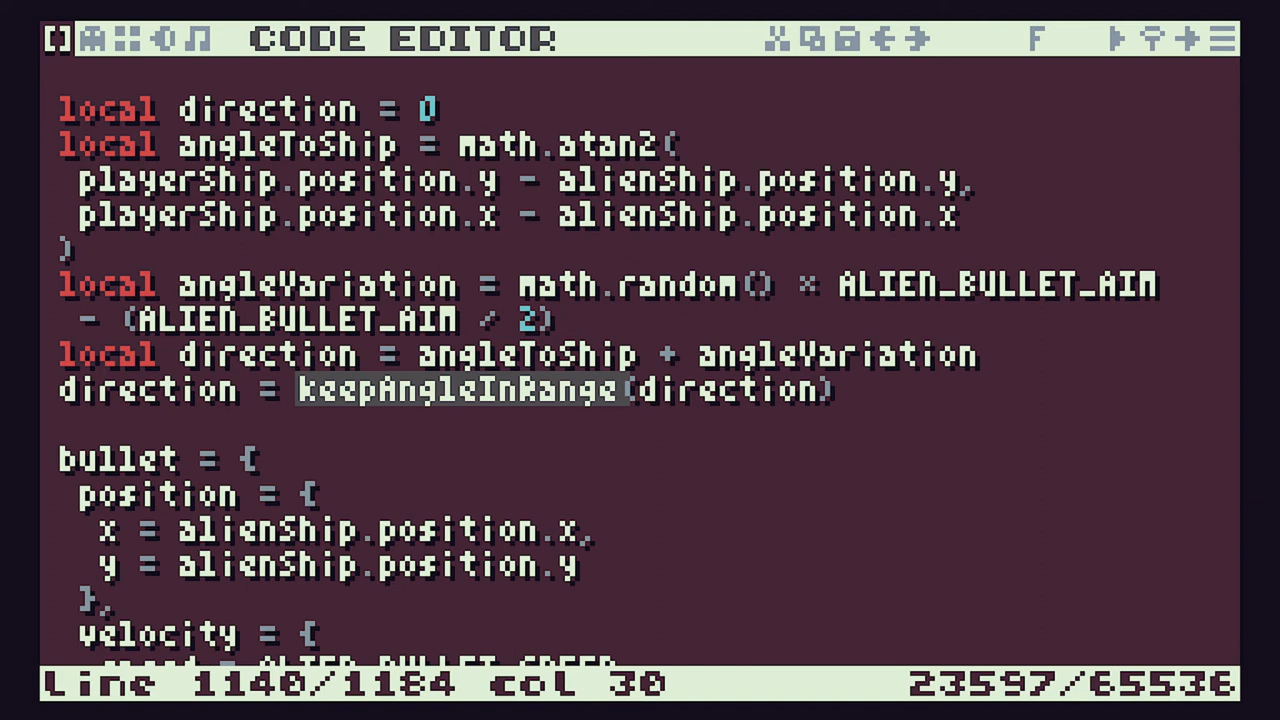 CODE EDITOR
F
local direction = 0
local angleToShip = math.atan2(
playerShip.position.y - alienShip.position.y,
playerShip.position.x - alienShip.position.x
)
local angleVariation = math.random() * ALIEN_BULLET_AIM
- (ALIEN_BULLET_AIM / 2)
local direction = angleToShip + angleVariation
direction = keepAngleInRange(direction)
bullet = {
position = {
x = alienShip.position.x,
y = alienShip.position.y
},
velocity = {
speed = ALIEN_BULLET_SPEED
Line 1140/1184 col 30
23597/65536